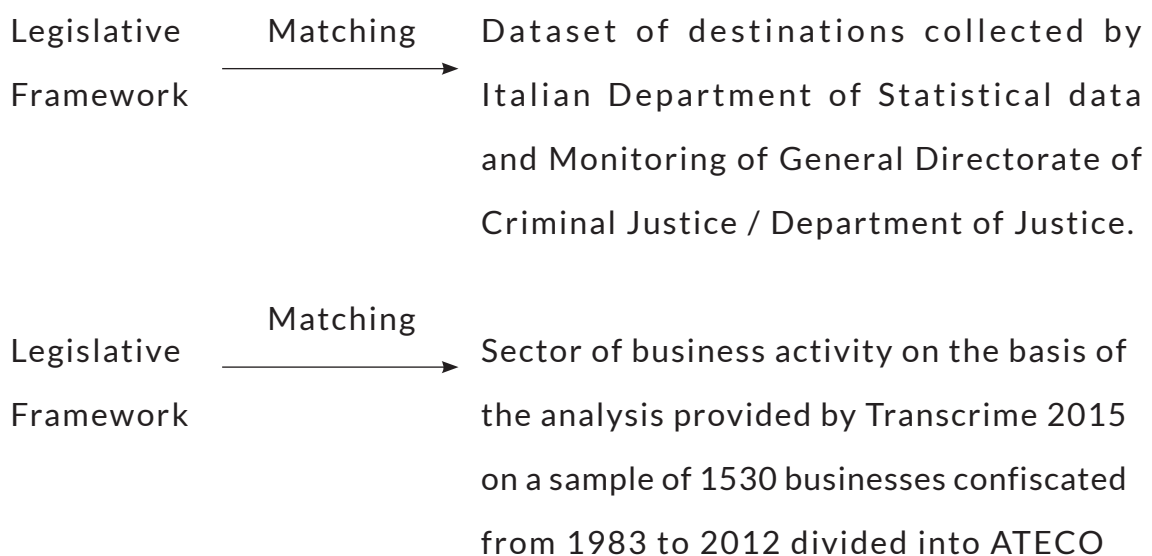 Legislative Matching Dataset of destinations collected by
Framework Italian Department of Statistical data
and Monitoring of General Directorate of
Criminal Justice / Department of Justice.
Matching
Legislative Sector of business activity on the basis of
Framework the analysis provided by Transcrime 2015
on a sample of 1530 businesses confiscated
from 1983 to 2012 divided into ATECO